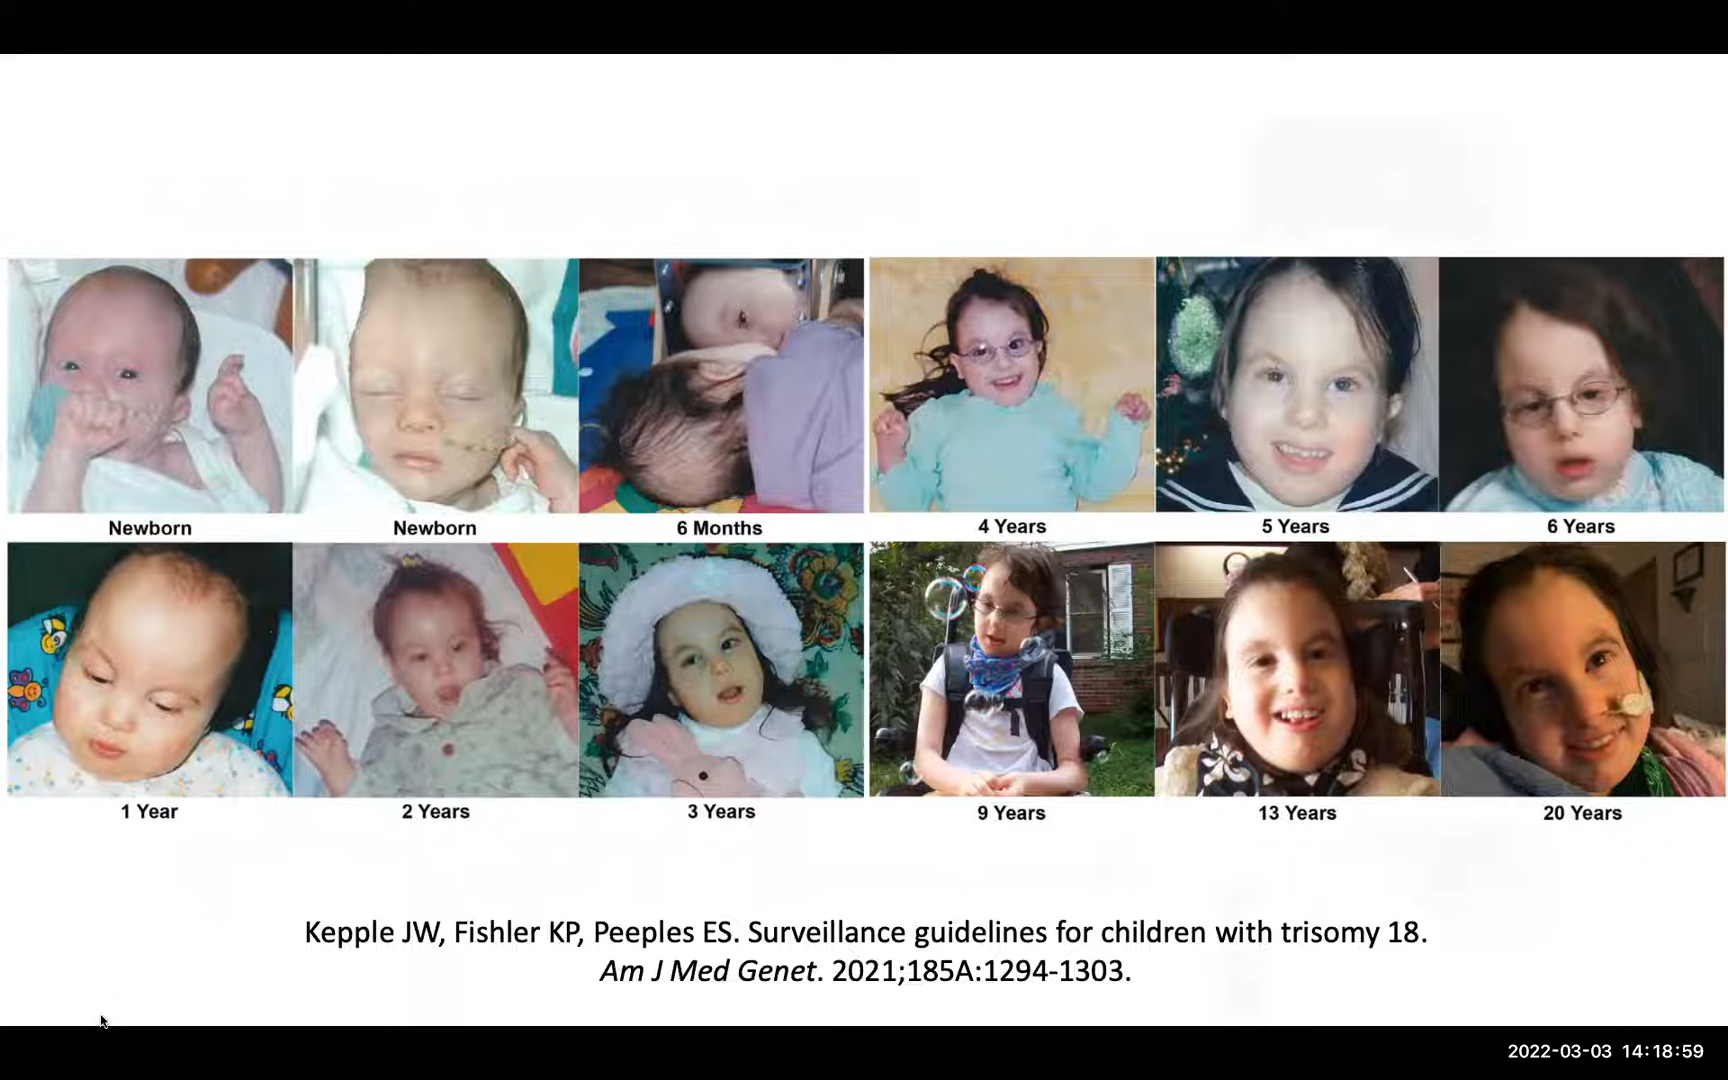 Newborn
Newborn
6 Months
4 Years
5 Years
6 Years
1 Year
2 Years
3 Years
9 Years
13 Years
20 Years
Kepple JW, Fishler KP, Peeples ES. Surveillance guidelines for children with trisomy 18.
Am J Med Genet. 2021;185A:1294-1303.
2022-03-03 14:18:59